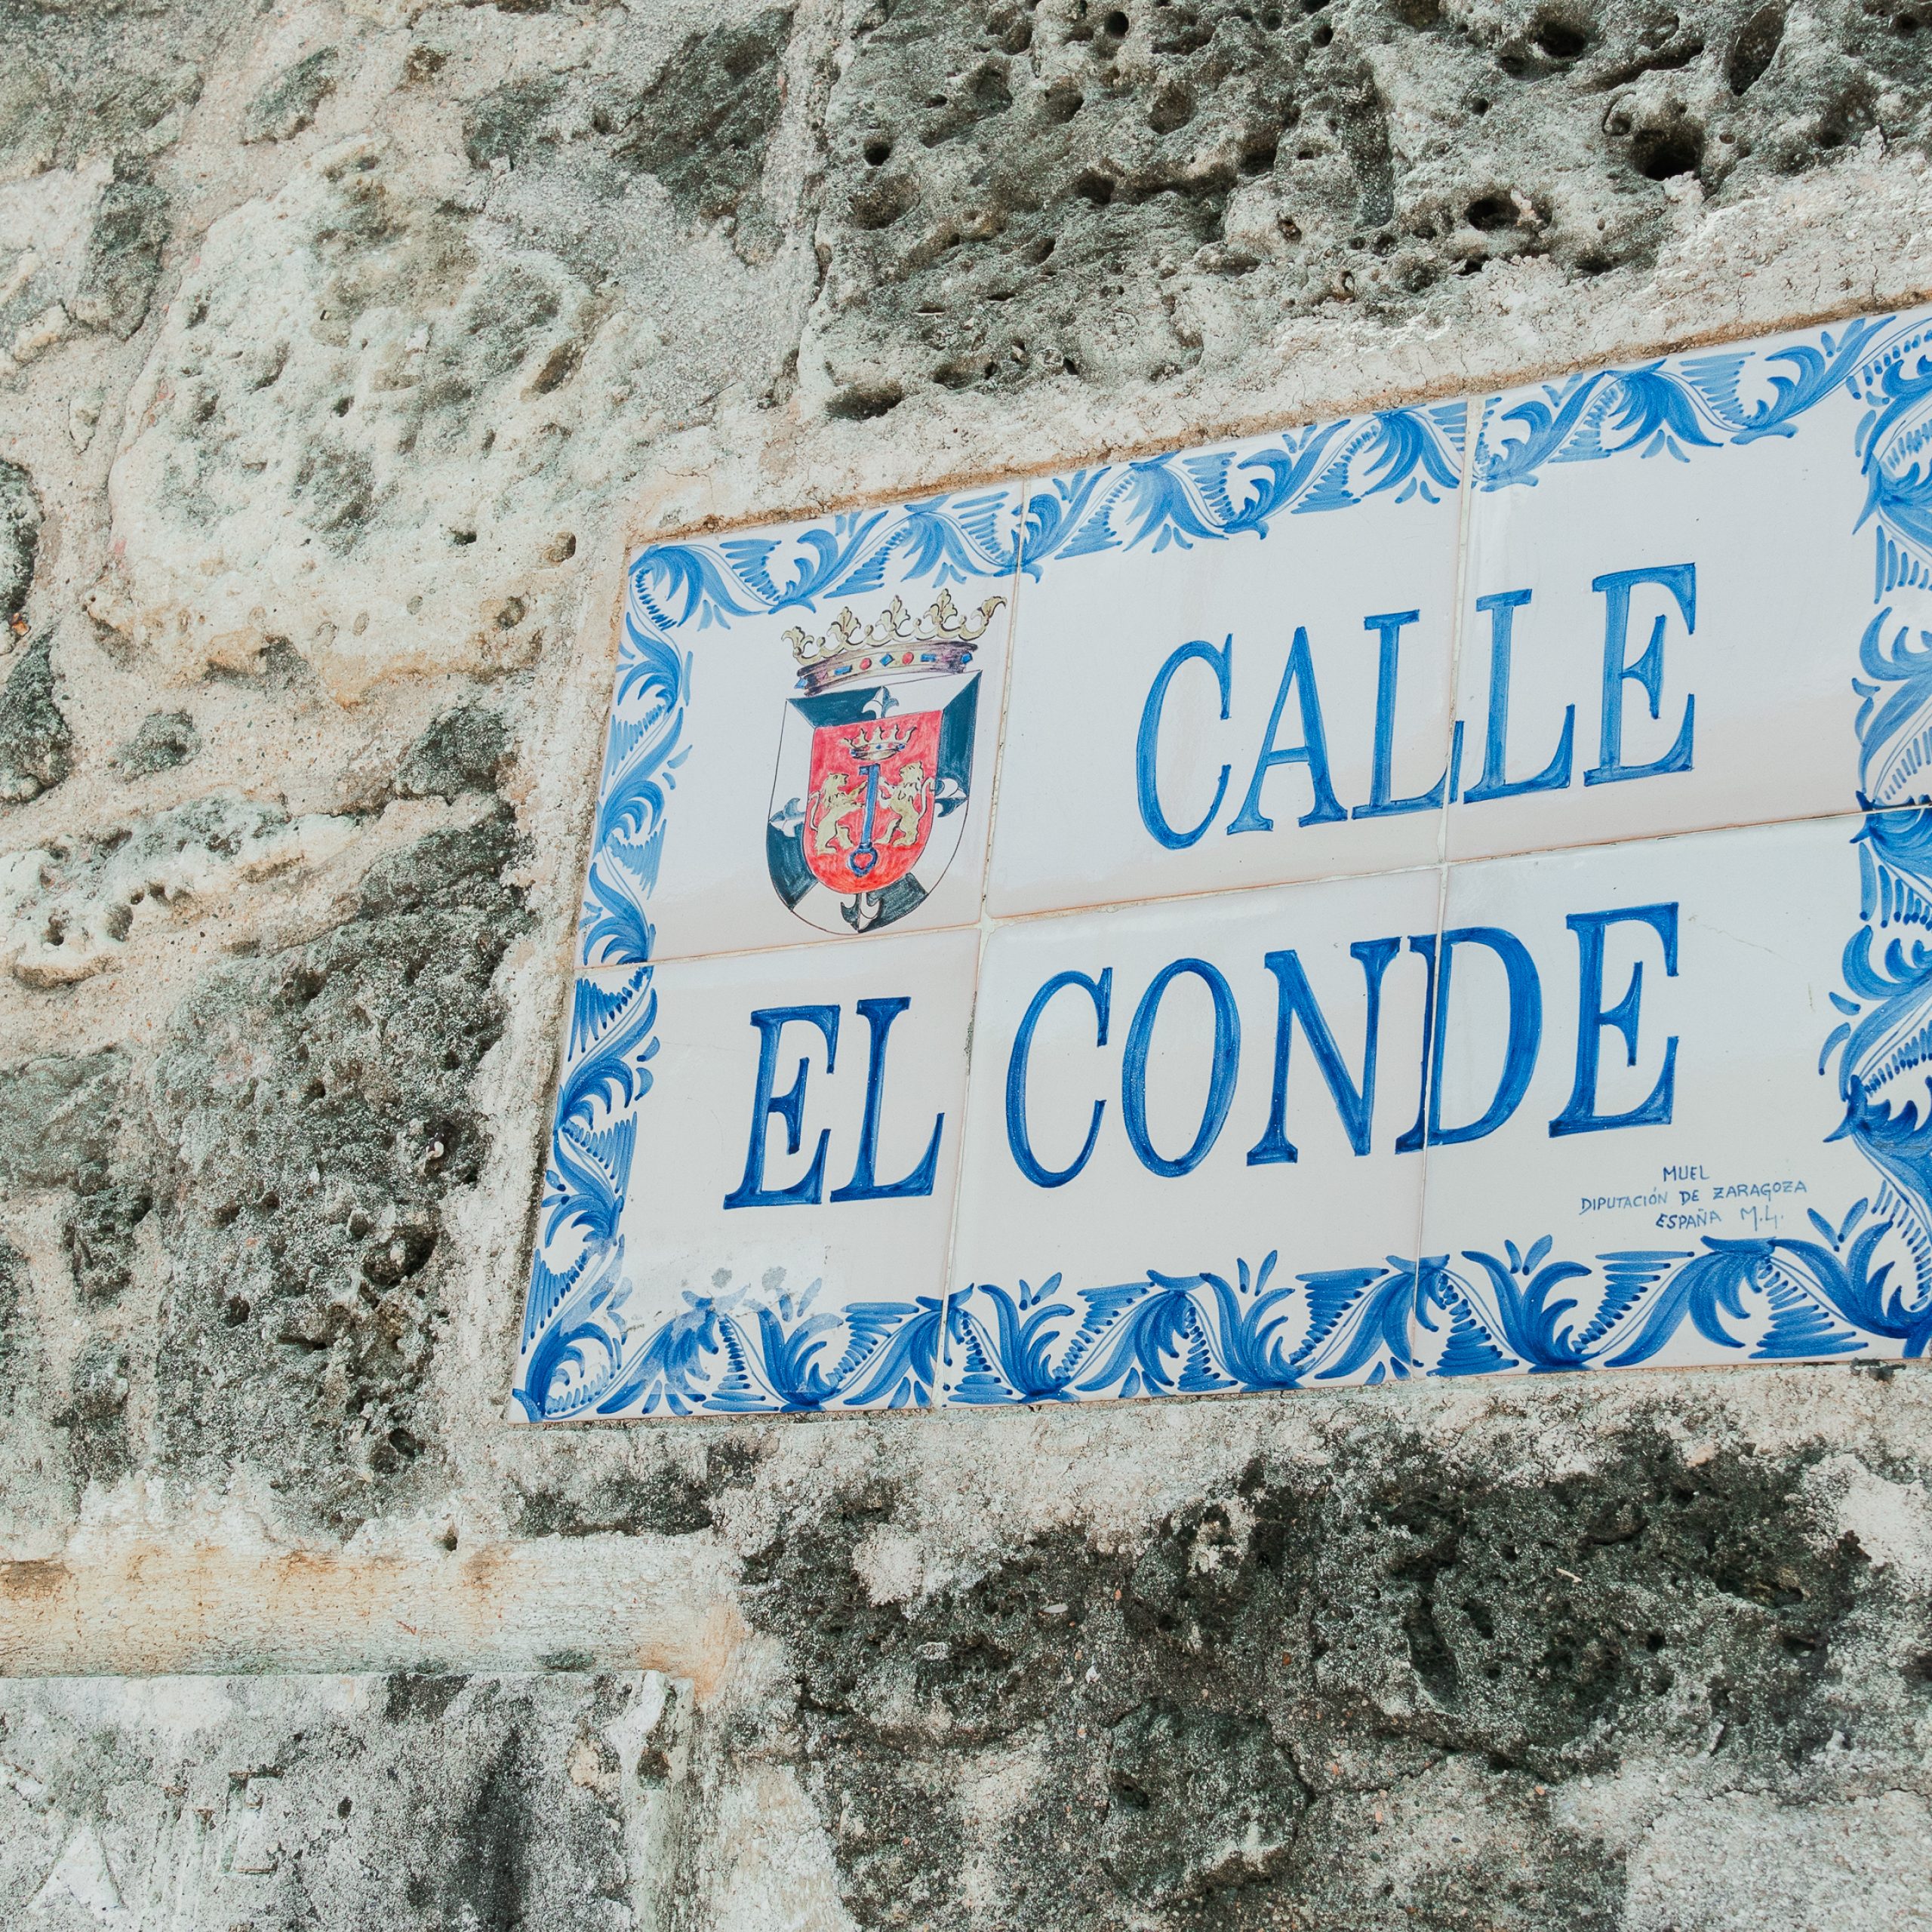 CALLE
EL CONDE
MUEL
DIPUTACIÓN DE ZARAGOZA
ESPAÑA M.L.